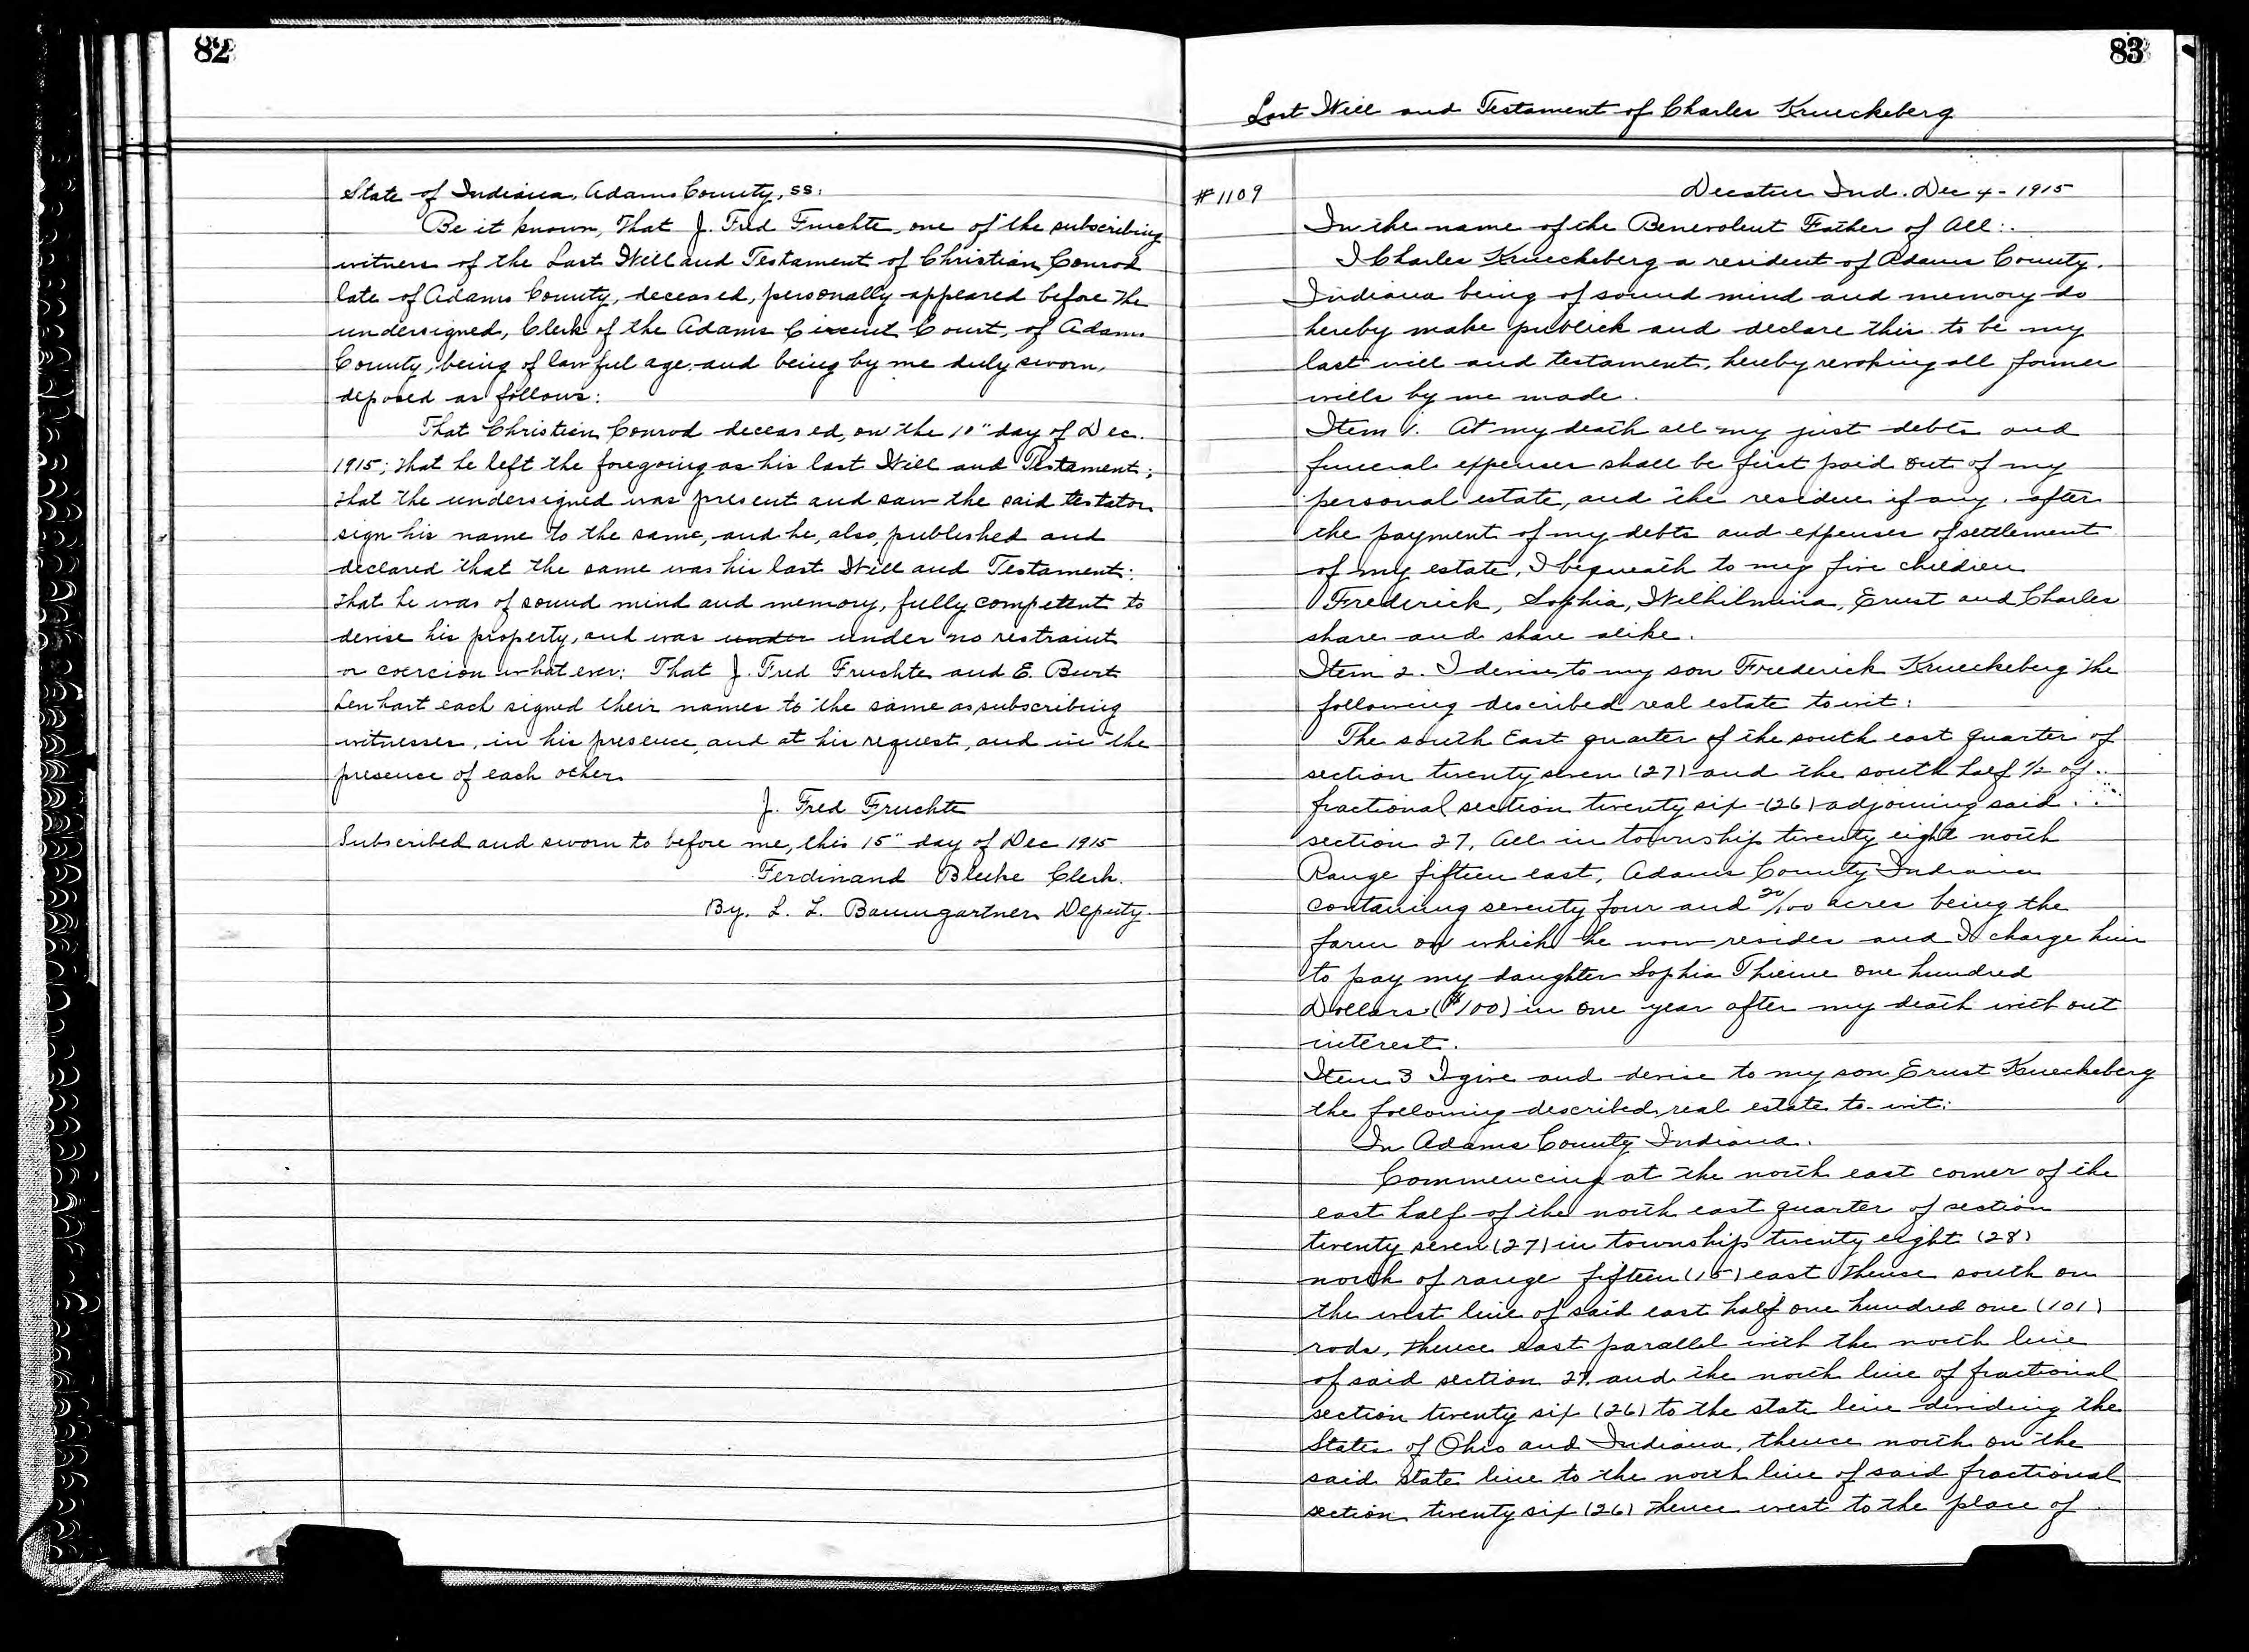 82
State of Indiana, Adams County, ss:
Be it known, That J. Fred Fruchte, one of the subscribing
witness of the Last Will and Testament of Christian Conrod
late of Adams County, deceased, personally appeared before the
undersigned, Clerk of the Adams Circuit Court, of Adams
County, being of lawful age, and being by me duly sworn,
deposed as follows:
That Christian Conrod deceased, on the 10" day of Dec.
1915; that he left the foregoing as his last Will and Testament;
that the undersigned was present and saw the said testator
sign his name to the same, and he, also, published and
declared that the same was his last Will and Testament:
that he was of sound mind and memory, fully competent to
devise his property, and was under under no restraint
or coercion whatever: That J. Fred Fruchte and E. Burt
Lenhart each signed their names to the same as subscribing
witnesses, in his presence, and at his request, and in the
presence of each other.
J. Fred Fruchte
Subscribed and sworn to before me, this 15" day of Dec 1915
Ferdinand Bleeke Clerk.
By. L. L. Baumgartner Deputy.
83
Last Will and Testament of Charles Krueckeberg
#1109
Decatur Ind. Dec 4 - 1915
In the name of the Benevolent Father of All:
I Charles Krueckeberg a resident of Adams County,
Indiana being of sound mind and memory do
hereby make publick and declare this to be my
last will and testament, hereby revoking all former
wills by me made.
Item 1. At my death all my just debts and
funeral expenses shall be first paid out of my
personal estate, and the residue if any, after
the payment of my debts and expenses of settlement
of my estate, I bequeath to my five children
Frederick, Sophia, Wilhilmina, Ernst and Charles
share and share alike.
Item 2. I devise to my son Frederick Krueckeberg the
following described real estate towit:
The south East quarter of the south east quarter of
section twenty seven (27) and the south half 1/2 of
fractional section twenty six (26) adjoining said
section 27, all in township twenty eight north
Range fifteen east, Adams County Indiana
containing seventy four and 20/100 acres being the
farm on which he now resides and I charge him
to pay my daughter Sophia Thieme one hundred
Dollars ($100) in one year after my death with out
interest.
Item 3 I give and devise to my son Ernst Krueckeberg
the following described real estate to-wit:
In Adams County Indiana.
Commencing at the north east corner of the
east half of the north east quarter of section
twenty seven (27) in township twenty eight (28)
north of range fifteen (15) east thence south on
the west line of said east half one hundred one (101)
rods, thence east parallel with the north line
of said section 27. and the north line of fractional
section twenty six (26) to the state line dividing the
States of Ohio and Indiana, thence north on the
said state line to the north line of said fractional
section twenty six (26) thence west to the place of